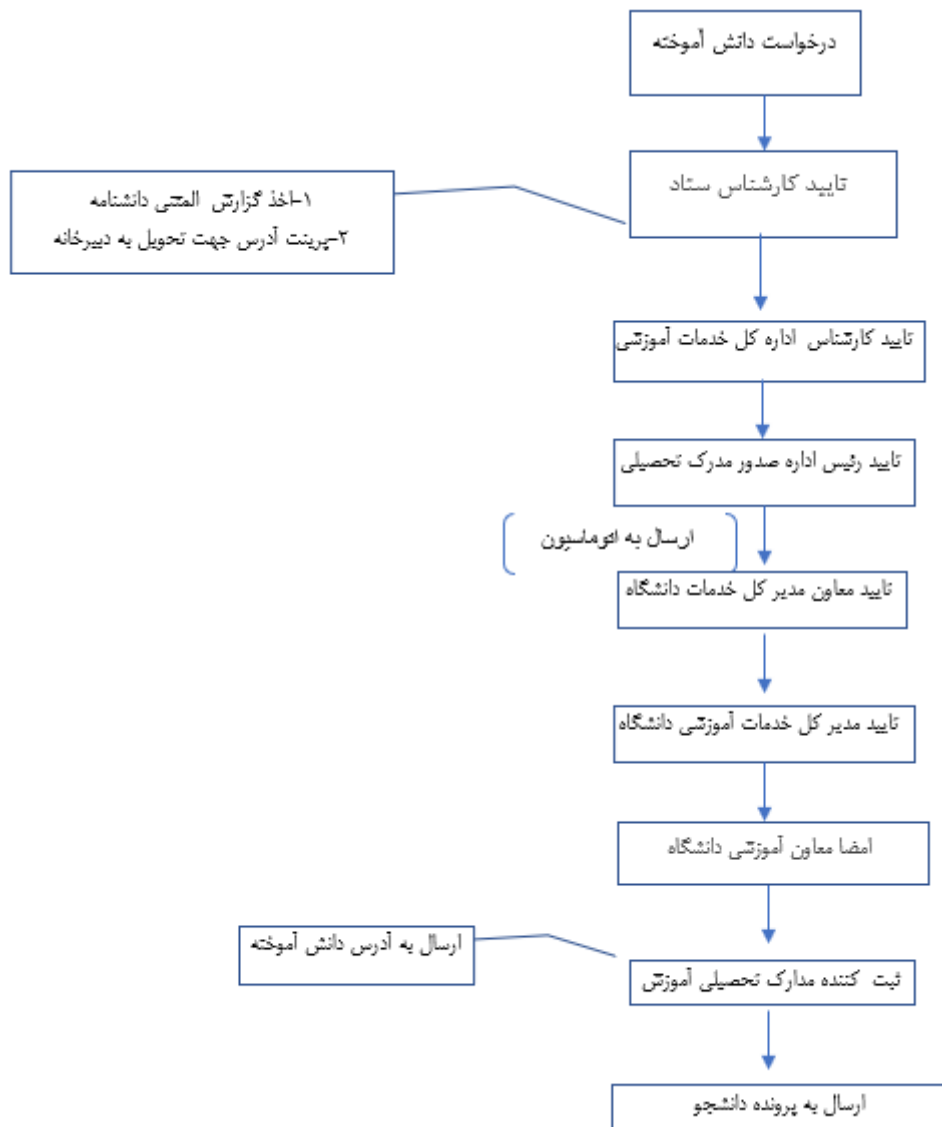 درخواست دانش آموخته
تایید کارشناس ستاد
۱-اخذ گزارش المثنی دانشنامه
۲-پرینت آدرس جهت تحویل به دبیرخانه
تایید کارشناس اداره کل خدمات آموزشی
تایید رئیس اداره صدور مدرک تحصیلی
ارسال به اتوماسیون
تایید معاون مدیر کل خدمات دانشگاه
تایید مدیر کل خدمات آموزشی دانشگاه
امضا معاون آموزشی دانشگاه
ارسال به آدرس دانش آموخته
ثبت کننده مدارک تحصیلی آموزش
ارسال به پرونده دانشجو